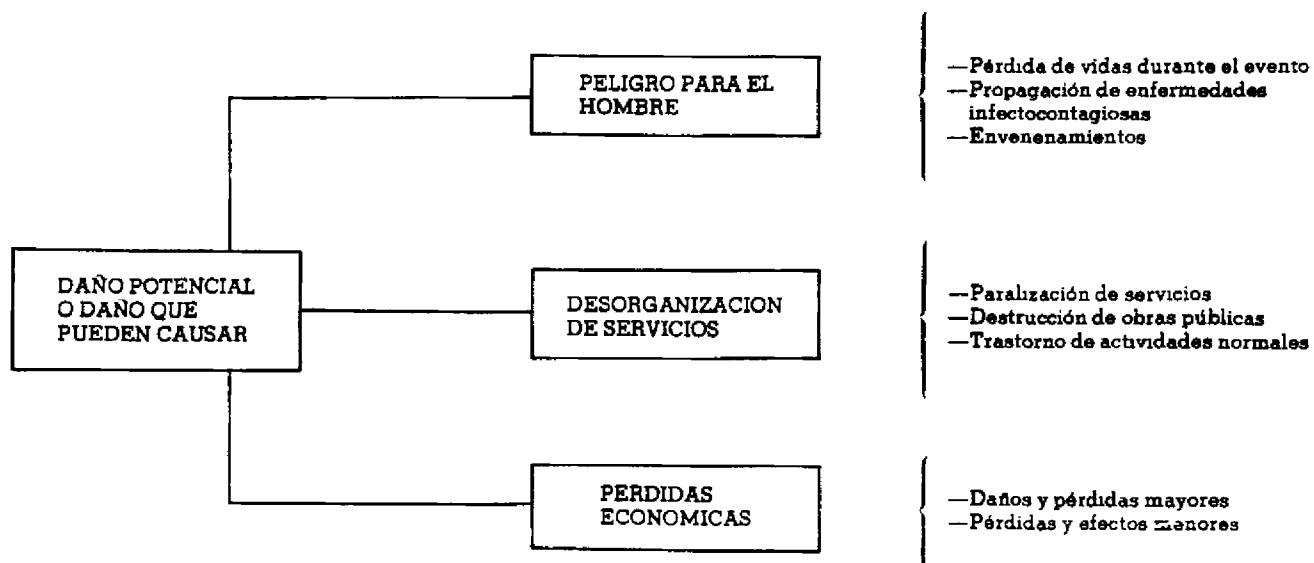 PELIGRO PARA EL
HOMBRE
—Pérdida de vidas durante el evento
—Propagación de enfermedades
infectocontagiosas
—Envenenamientos
DAÑO POTENCIAL
O DAÑO QUE
PUEDEN CAUSAR
DESORGANIZACION
DE SERVICIOS
—Paralización de servicios
—Destrucción de obras públicas
—Trastorno de actividades normales
PERDIDAS
ECONOMICAS
—Daños y pérdidas mayores
—Pérdidas y efectos menores